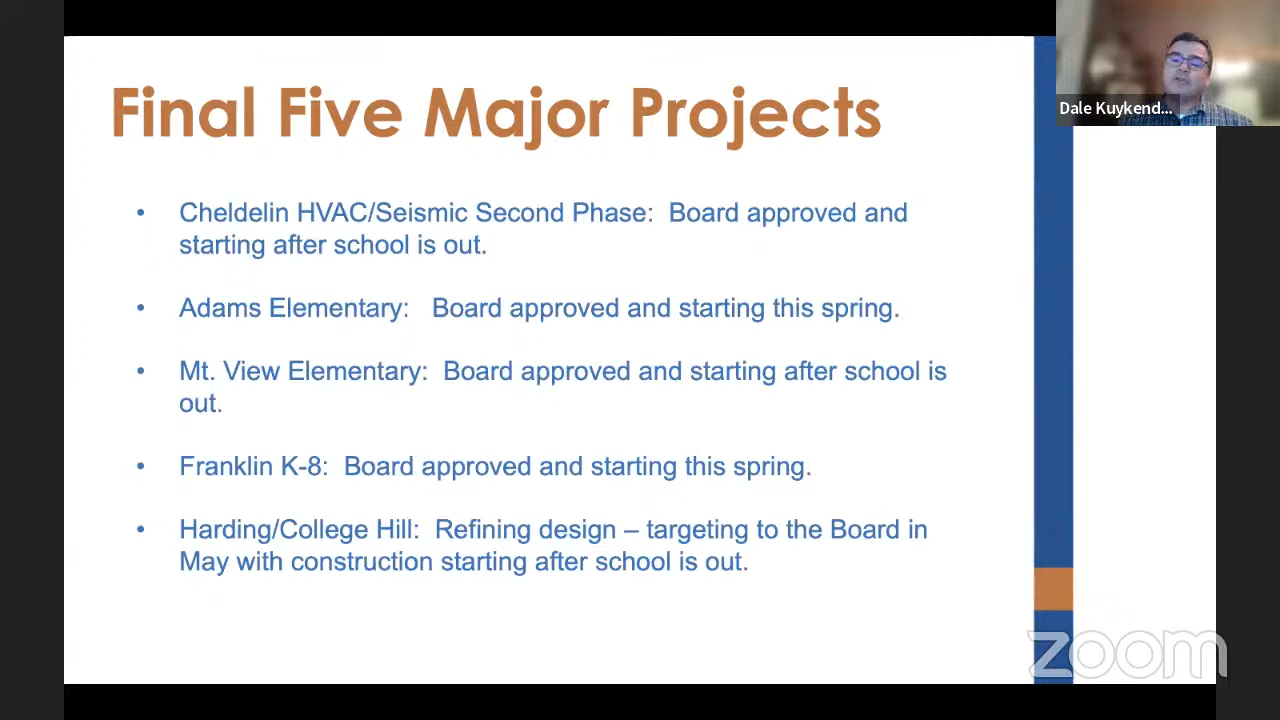 Final Five Major Projects
• Cheldelin HVAC/Seismic Second Phase: Board approved and
starting after school is out.
• Adams Elementary: Board approved and starting this spring.
• Mt. View Elementary: Board approved and starting after school is
out.
• Franklin K-8: Board approved and starting this spring.
• Harding/College Hill: Refining design – targeting to the Board in
May with construction starting after school is out.
Dale Kuykend...
zoom